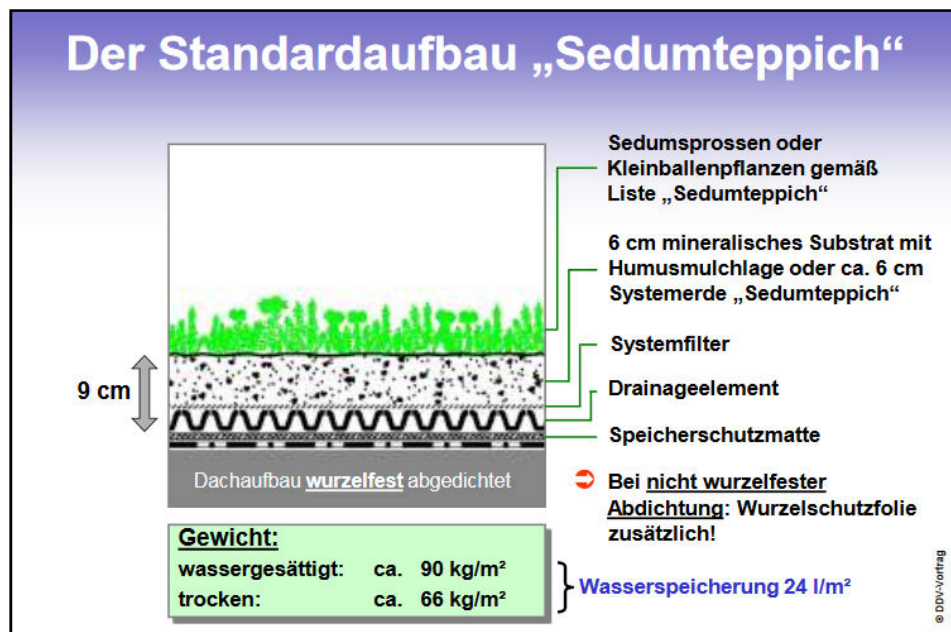 Der Standardaufbau „Sedumteppich“
Sedumsprossen oder
Kleinballenpflanzen gemäß
Liste „Sedumteppich“
6 cm mineralisches Substrat mit
Humusmulchlage oder ca. 6 cm
Systemerde „Sedumteppich“
Systemfilter
9 cm
Drainageelement
Speicherschutzmatte
Dachaufbau wurzelfest abgedichtet
Bei nicht wurzelfester
Abdichtung: Wurzelschutzfolie
zusätzlich!
Gewicht:
wassergesättigt: ca. 90 kg/m²
trocken: ca. 66 kg/m²
Wasserspeicherung 24 l/m²
© DDV-Vortrag